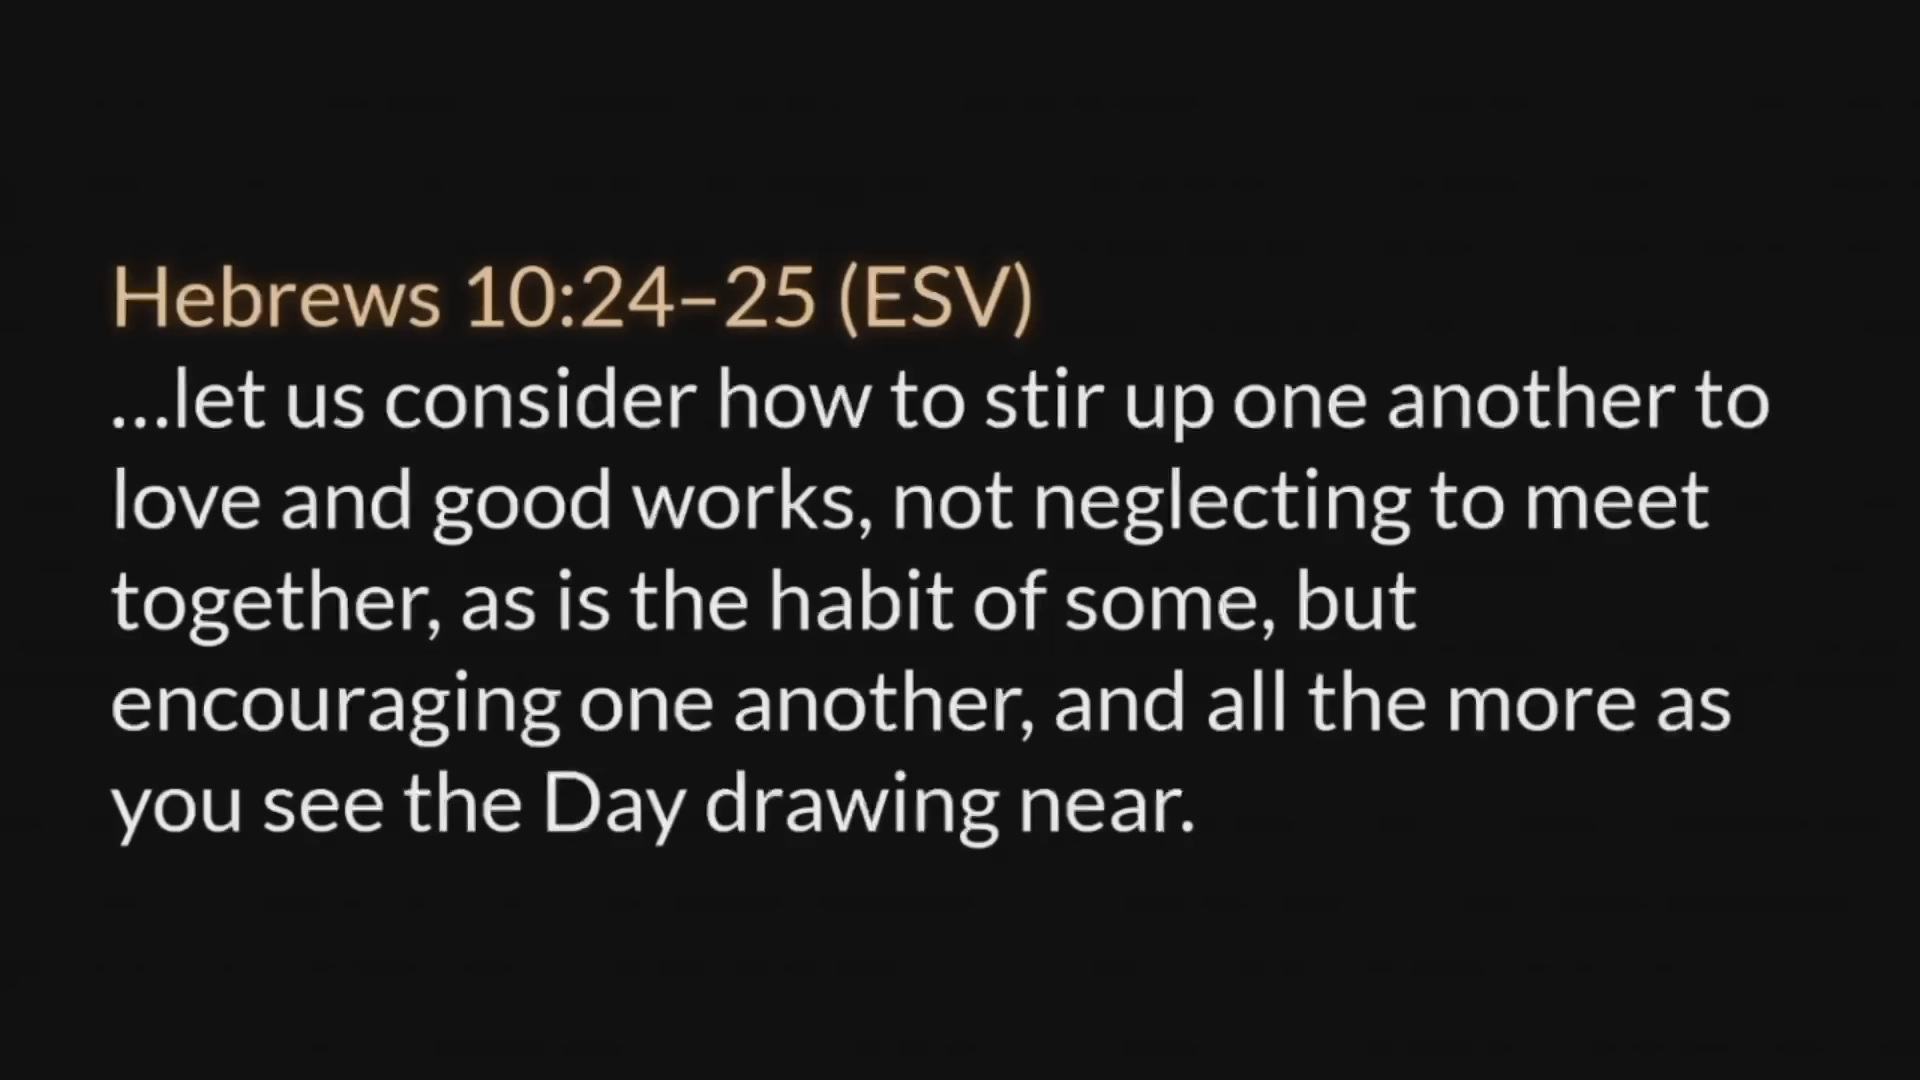 Hebrews 10:24–25 (ESV)
…let us consider how to stir up one another to
love and good works, not neglecting to meet
together, as is the habit of some, but
encouraging one another, and all the more as
you see the Day drawing near.